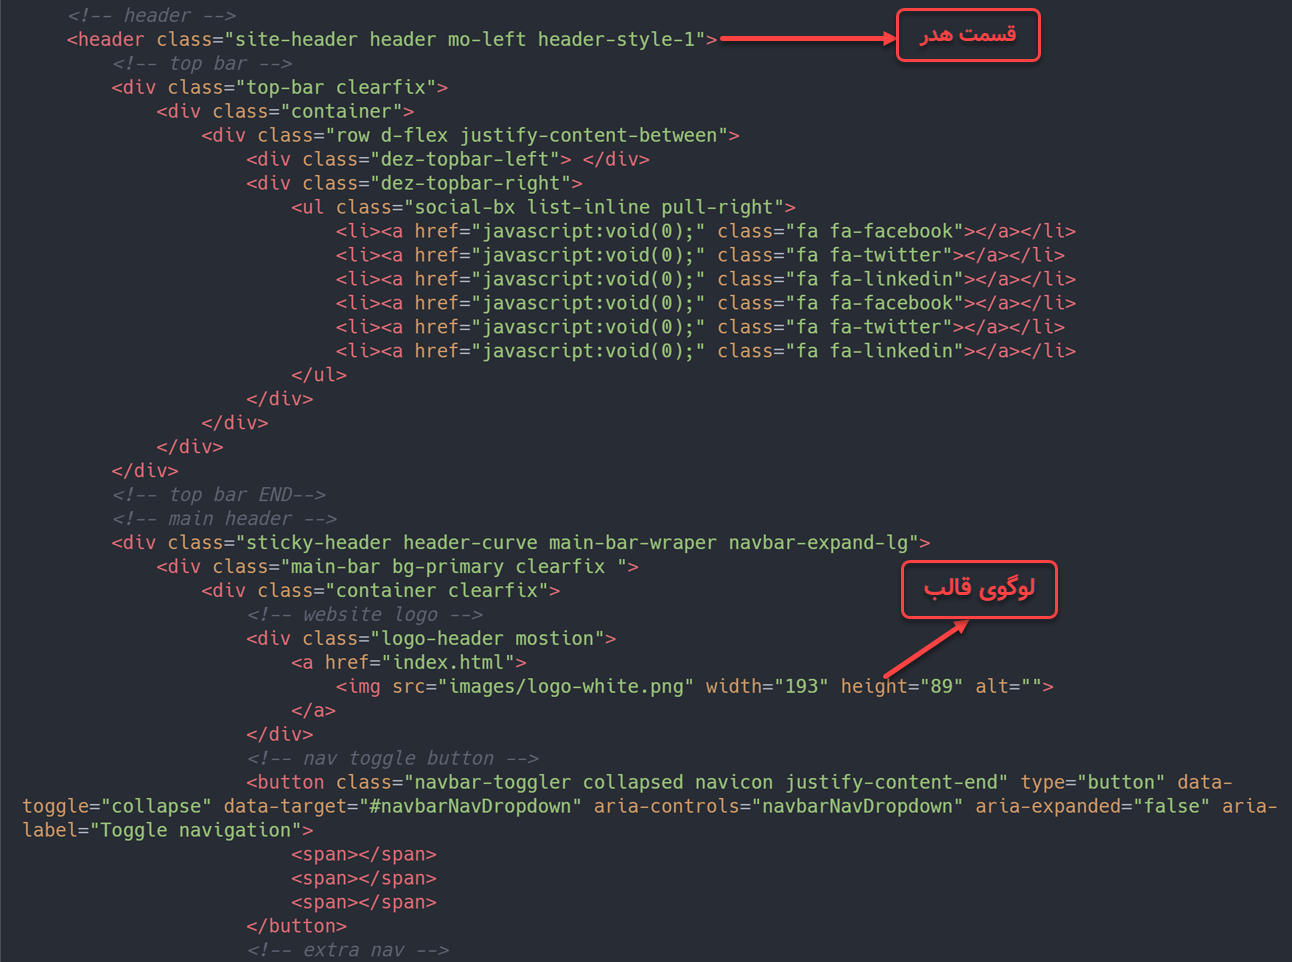 <!-- header -->
<header class="site-header header mo-left header-style-1">
قسمت هدر
<!-- top bar -->
<div class="top-bar clearfix">
<div class="container">
<div class="row d-flex justify-content-between">
<div class="dez-topbar-left"> </div>
<div class="dez-topbar-right">
<ul class="social-bx list-inline pull-right">
<li><a href="javascript:void(0);" class="fa fa-facebook"></a></li>
<li><a href="javascript:void(0);" class="fa fa-twitter"></a></li>
<li><a href="javascript:void(0);" class="fa fa-linkedin"></a></li>
<li><a href="javascript:void(0);" class="fa fa-facebook"></a></li>
<li><a href="javascript:void(0);" class="fa fa-twitter"></a></li>
<li><a href="javascript:void(0);" class="fa fa-linkedin"></a></li>
</ul>
</div>
</div>
</div>
</div>
<!-- top bar END-->
<!-- main header -->
<div class="sticky-header header-curve main-bar-wraper navbar-expand-lg">
<div class="main-bar bg-primary clearfix ">
<div class="container clearfix">
لوگوی قالب
<!-- website logo -->
<div class="logo-header mostion">
<a href="index.html">
<img src="images/logo-white.png" width="193" height="89" alt="">
</a>
</div>
<!-- nav toggle button -->
<button class="navbar-toggler collapsed navicon justify-content-end" type="button" data-
toggle="collapse" data-target="#navbarNavDropdown" aria-controls="navbarNavDropdown" aria-expanded="false" aria-
label="Toggle navigation">
<span></span>
<span></span>
<span></span>
</button>
<!-- extra nav -->